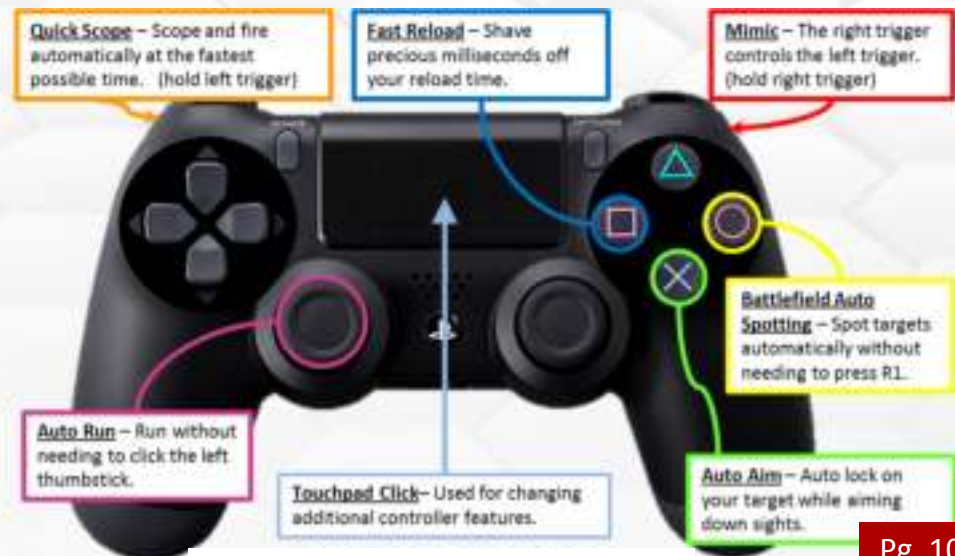 Quick Scope – Scope and fire
automatically at the fastest
possible time.   (hold left trigger)
Fast Reload – Shave
precious milliseconds off
your reload time.
Mimic – The right trigger
controls the left trigger.
(hold right trigger)
Battlefield Auto
Spotting – Spot targets
automatically without
needing to press R1.
Auto Run – Run without
needing to click the left
thumbstick.
Touchpad Click– Used for changing
additional controller features.
Auto Aim – Auto lock on
your target while aiming
down sights.
Pg. 10